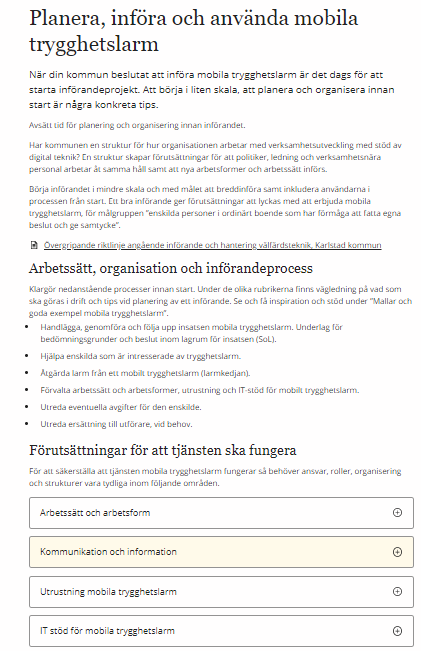 Planera, införa och använda mobila
trygghetslarm
När din kommun beslutat att införa mobila trygghetslarm är det dags för att
starta införandeprojekt. Att börja i liten skala, att planera och organisera innan
start är några konkreta tips.
Avsätt tid för planering och organisering innan införandet.
Har kommunen en struktur för hur organisationen arbetar med verksamhetsutveckling med stöd av
digital teknik? En struktur skapar förutsättningar för att politiker, ledning och verksamhetsnära
personal arbetar åt samma håll samt att nya arbetsformer och arbetssätt införs.
Börja införandet i mindre skala och med målet att breddinföra samt inkludera användarna i
processen från start. Ett bra införande ger förutsättningar att lyckas med att erbjuda mobila
trygghetslarm, för målgruppen "enskilda personer i ordinärt boende som har förmåga att fatta egna
beslut och ge samtycke".
Övergripande riktlinje angående införande och hantering välfärdsteknik, Karlstad kommun
Arbetssätt, organisation och införandeprocess
Klargör nedanstående processer innan start. Under de olika rubrikerna finns vägledning på vad som
ska göras i drift och tips vid planering av ett införande. Se och få inspiration och stöd under "Mallar och
goda exempel mobila trygghetslarm".
• Handlägga, genomföra och följa upp insatsen mobila trygghetslarm. Underlag för
bedömningsgrunder och beslut inom lagrum för insatsen (SoL).
• Hjälpa enskilda som är intresserade av trygghetslarm.
• Åtgärda larm från ett mobilt trygghetslarm (larmkedjan).
• Förvalta arbetssätt och arbetsformer, utrustning och IT-stöd för mobilt trygghetslarm.
• Utreda eventuella avgifter för den enskilde.
• Utreda ersättning till utförare, vid behov.
Förutsättningar för att tjänsten ska fungera
För att säkerställa att tjänsten mobila trygghetslarm fungerar så behöver ansvar, roller, organisering
och strukturer vara tydliga inom följande områden.
Arbetssätt och arbetsform
Kommunikation och information
Utrustning mobila trygghetslarm
IT stöd för mobila trygghetslarm